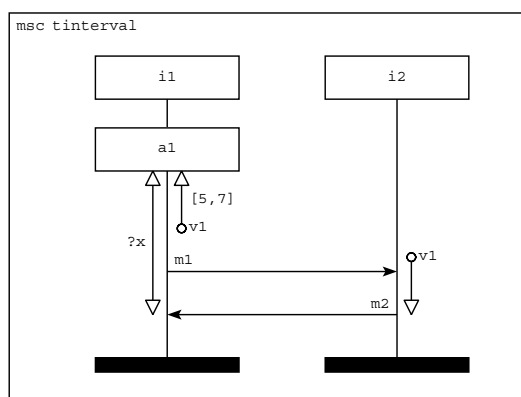 msc tinterval
i1 i2
a1
[5,7]
v1
?x
v1
m1
m2